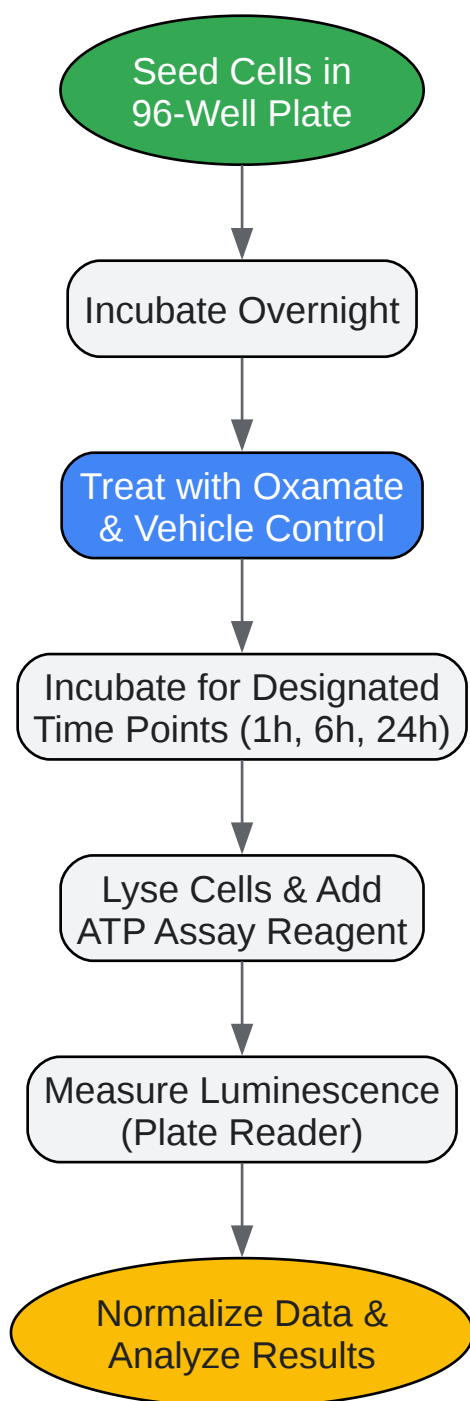 Seed Cells in
96-Well Plate
Incubate Overnight
Treat with Oxamate
& Vehicle Control
Incubate for Designated
Time Points (1h, 6h, 24h)
Lyse Cells & Add
ATP Assay Reagent
Measure Luminescence
(Plate Reader)
Normalize Data &
Analyze Results